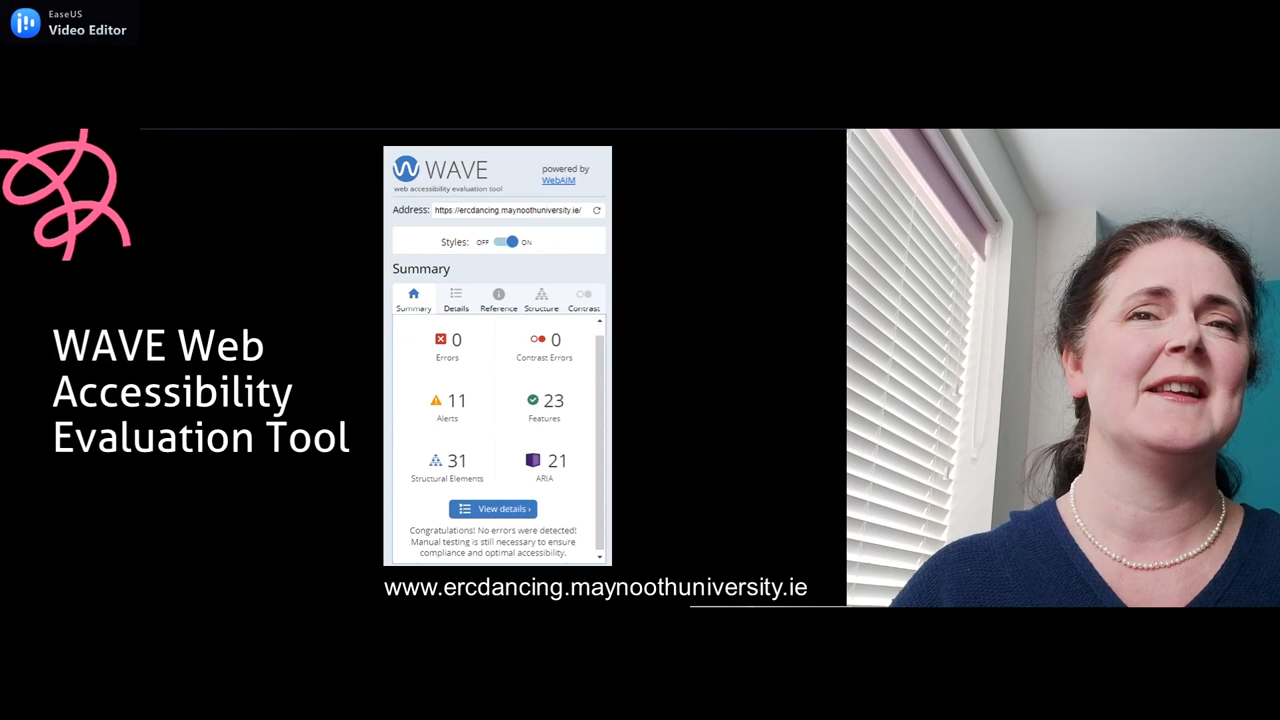 EaseUS
Video Editor
WAVE Web
Accessibility
Evaluation Tool
WAVE
web accessibility evaluation tool
powered by
WebAIM
Address: https://ercdancing.maynoothuniversity.ie/
Styles: OFF ON
Summary
Summary Details Reference Structure Contrast
0 0
Errors Contrast Errors
11 23
Alerts Features
31 21
Structural Elements ARIA
View details ›
Congratulations! No errors were detected!
Manual testing is still necessary to ensure
compliance and optimal accessibility.
www.ercdancing.maynoothuniversity.ie